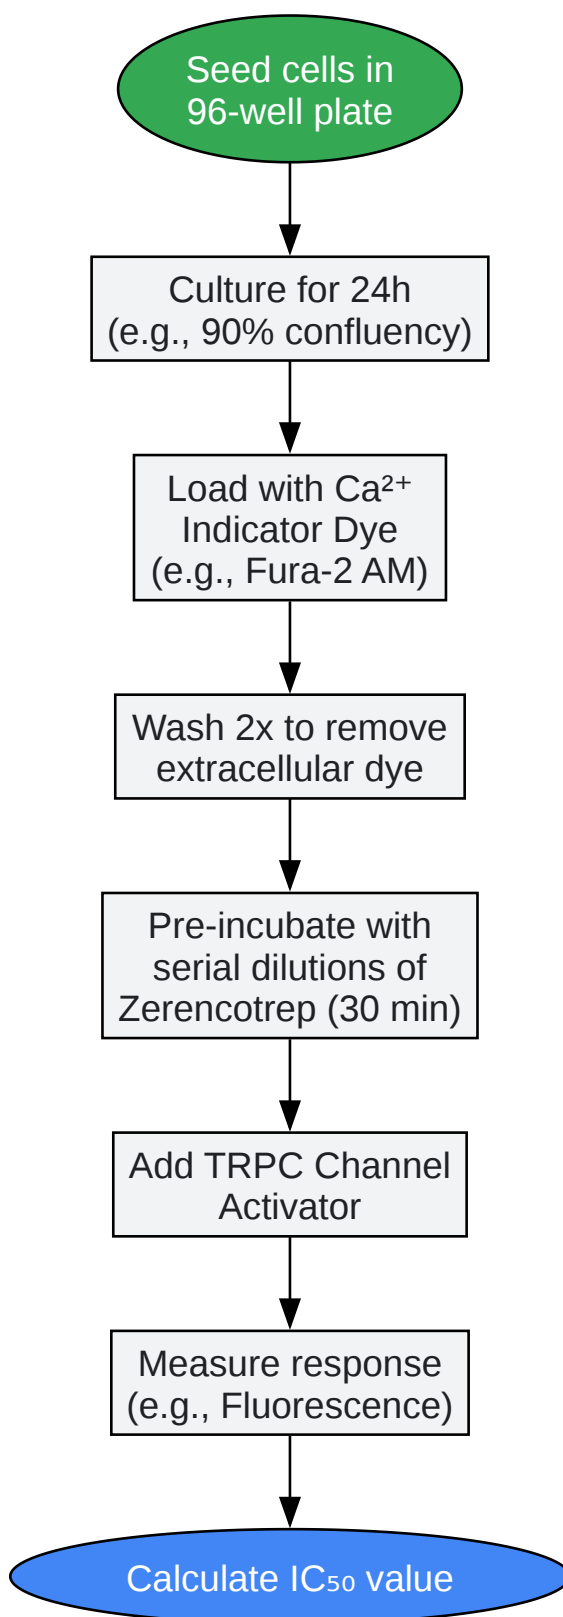 Seed cells in
96-well plate
Culture for 24h
(e.g., 90% confluency)
Load with Ca²⁺
Indicator Dye
(e.g., Fura-2 AM)
Wash 2x to remove
extracellular dye
Pre-incubate with
serial dilutions of
Zerencotrep (30 min)
Add TRPC Channel
Activator
Measure response
(e.g., Fluorescence)
Calculate IC₅₀ value